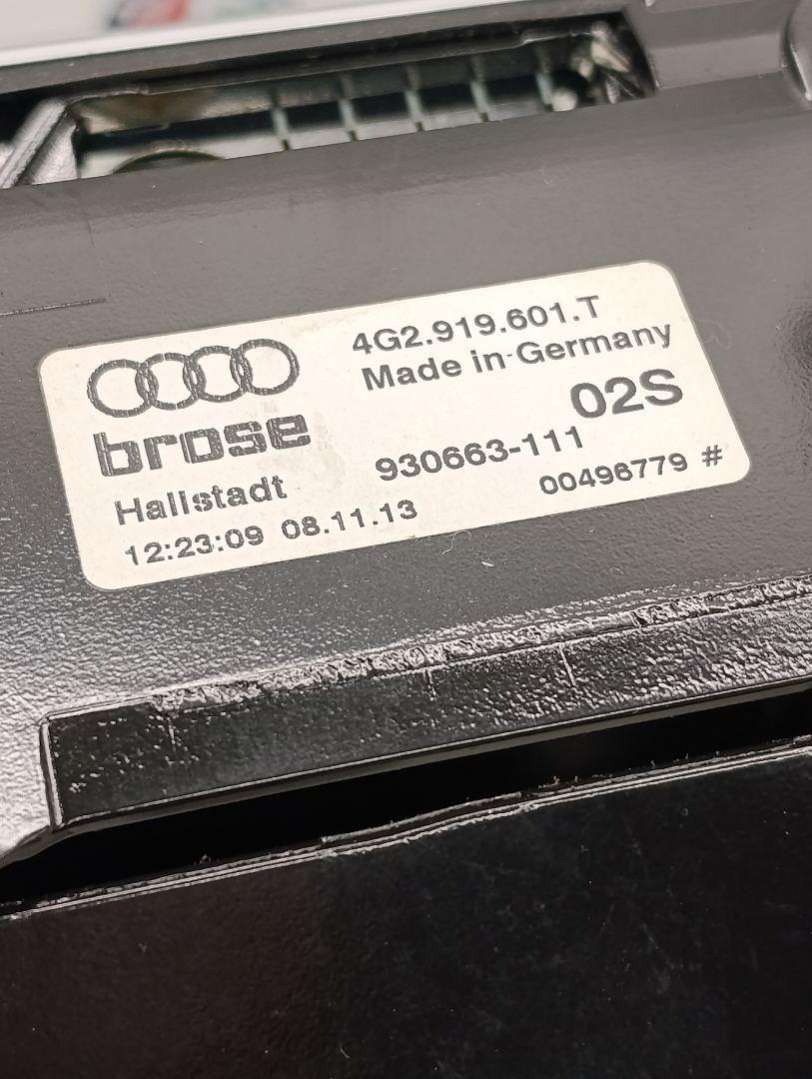 4G2.919.601.T
Made in Germany
02S
brose
930663-111
Hallstadt
00496779 #
12:23:09 08.11.13